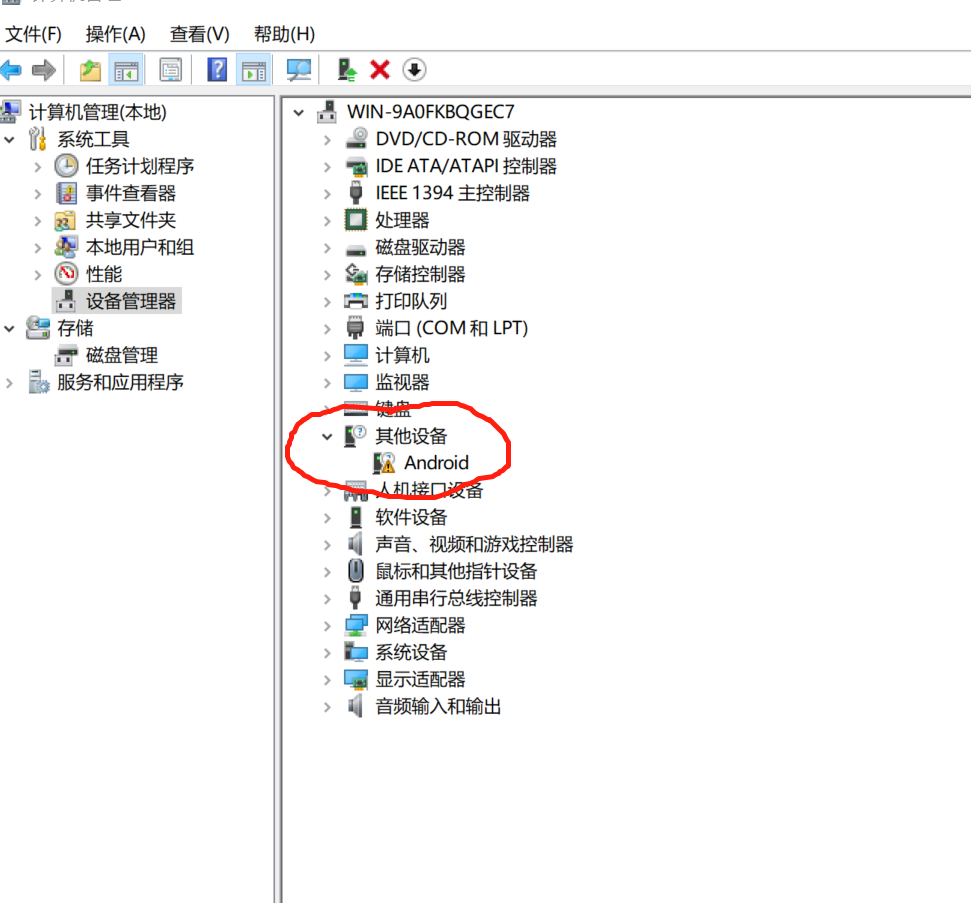 文件(F) 操作(A) 查看(V) 帮助(H)
计算机管理(本地)
系统工具
任务计划程序
事件查看器
共享文件夹
本地用户和组
性能
设备管理器
存储
磁盘管理
服务和应用程序
WIN-9A0FKBQGEC7
DVD/CD-ROM 驱动器
IDE ATA/ATAPI 控制器
IEEE 1394 主控制器
处理器
磁盘驱动器
存储控制器
打印队列
端口 (COM 和 LPT)
计算机
监视器
键盘
其他设备
Android
人机接口设备
软件设备
声音、视频和游戏控制器
鼠标和其他指针设备
通用串行总线控制器
网络适配器
系统设备
显示适配器
音频输入和输出